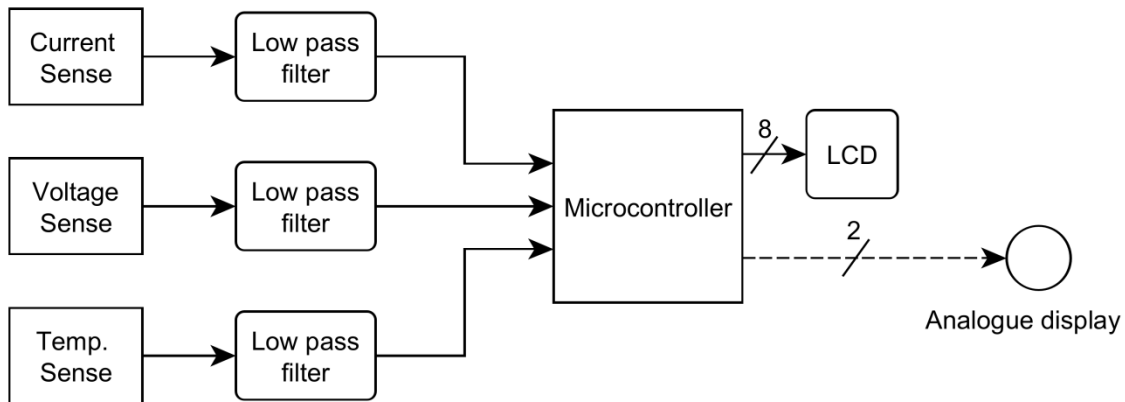 Current
Sense
Low pass
filter
Voltage
Sense
Low pass
filter
Temp.
Sense
Low pass
filter
Microcontroller
8
LCD
2
Analogue display